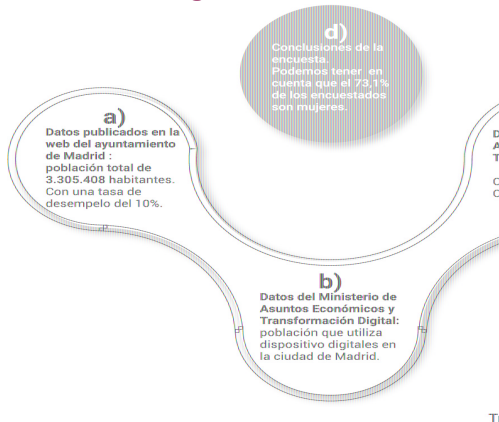 d)
Conclusiones de la
encuesta.
Podemos tener en
cuenta que el 73.1%
de los encuestados
son mujeres.
a)
Datos publicados en la
web del ayuntamiento
de Madrid :
población total de
3.305.408 habitantes.
Con una tasa de
desempelo del 10%.
b)
Datos del Ministerio de
Asuntos Económicos y
Transformación Digital:
población que utiliza
dispositivo digitales en
la ciudad de Madrid.